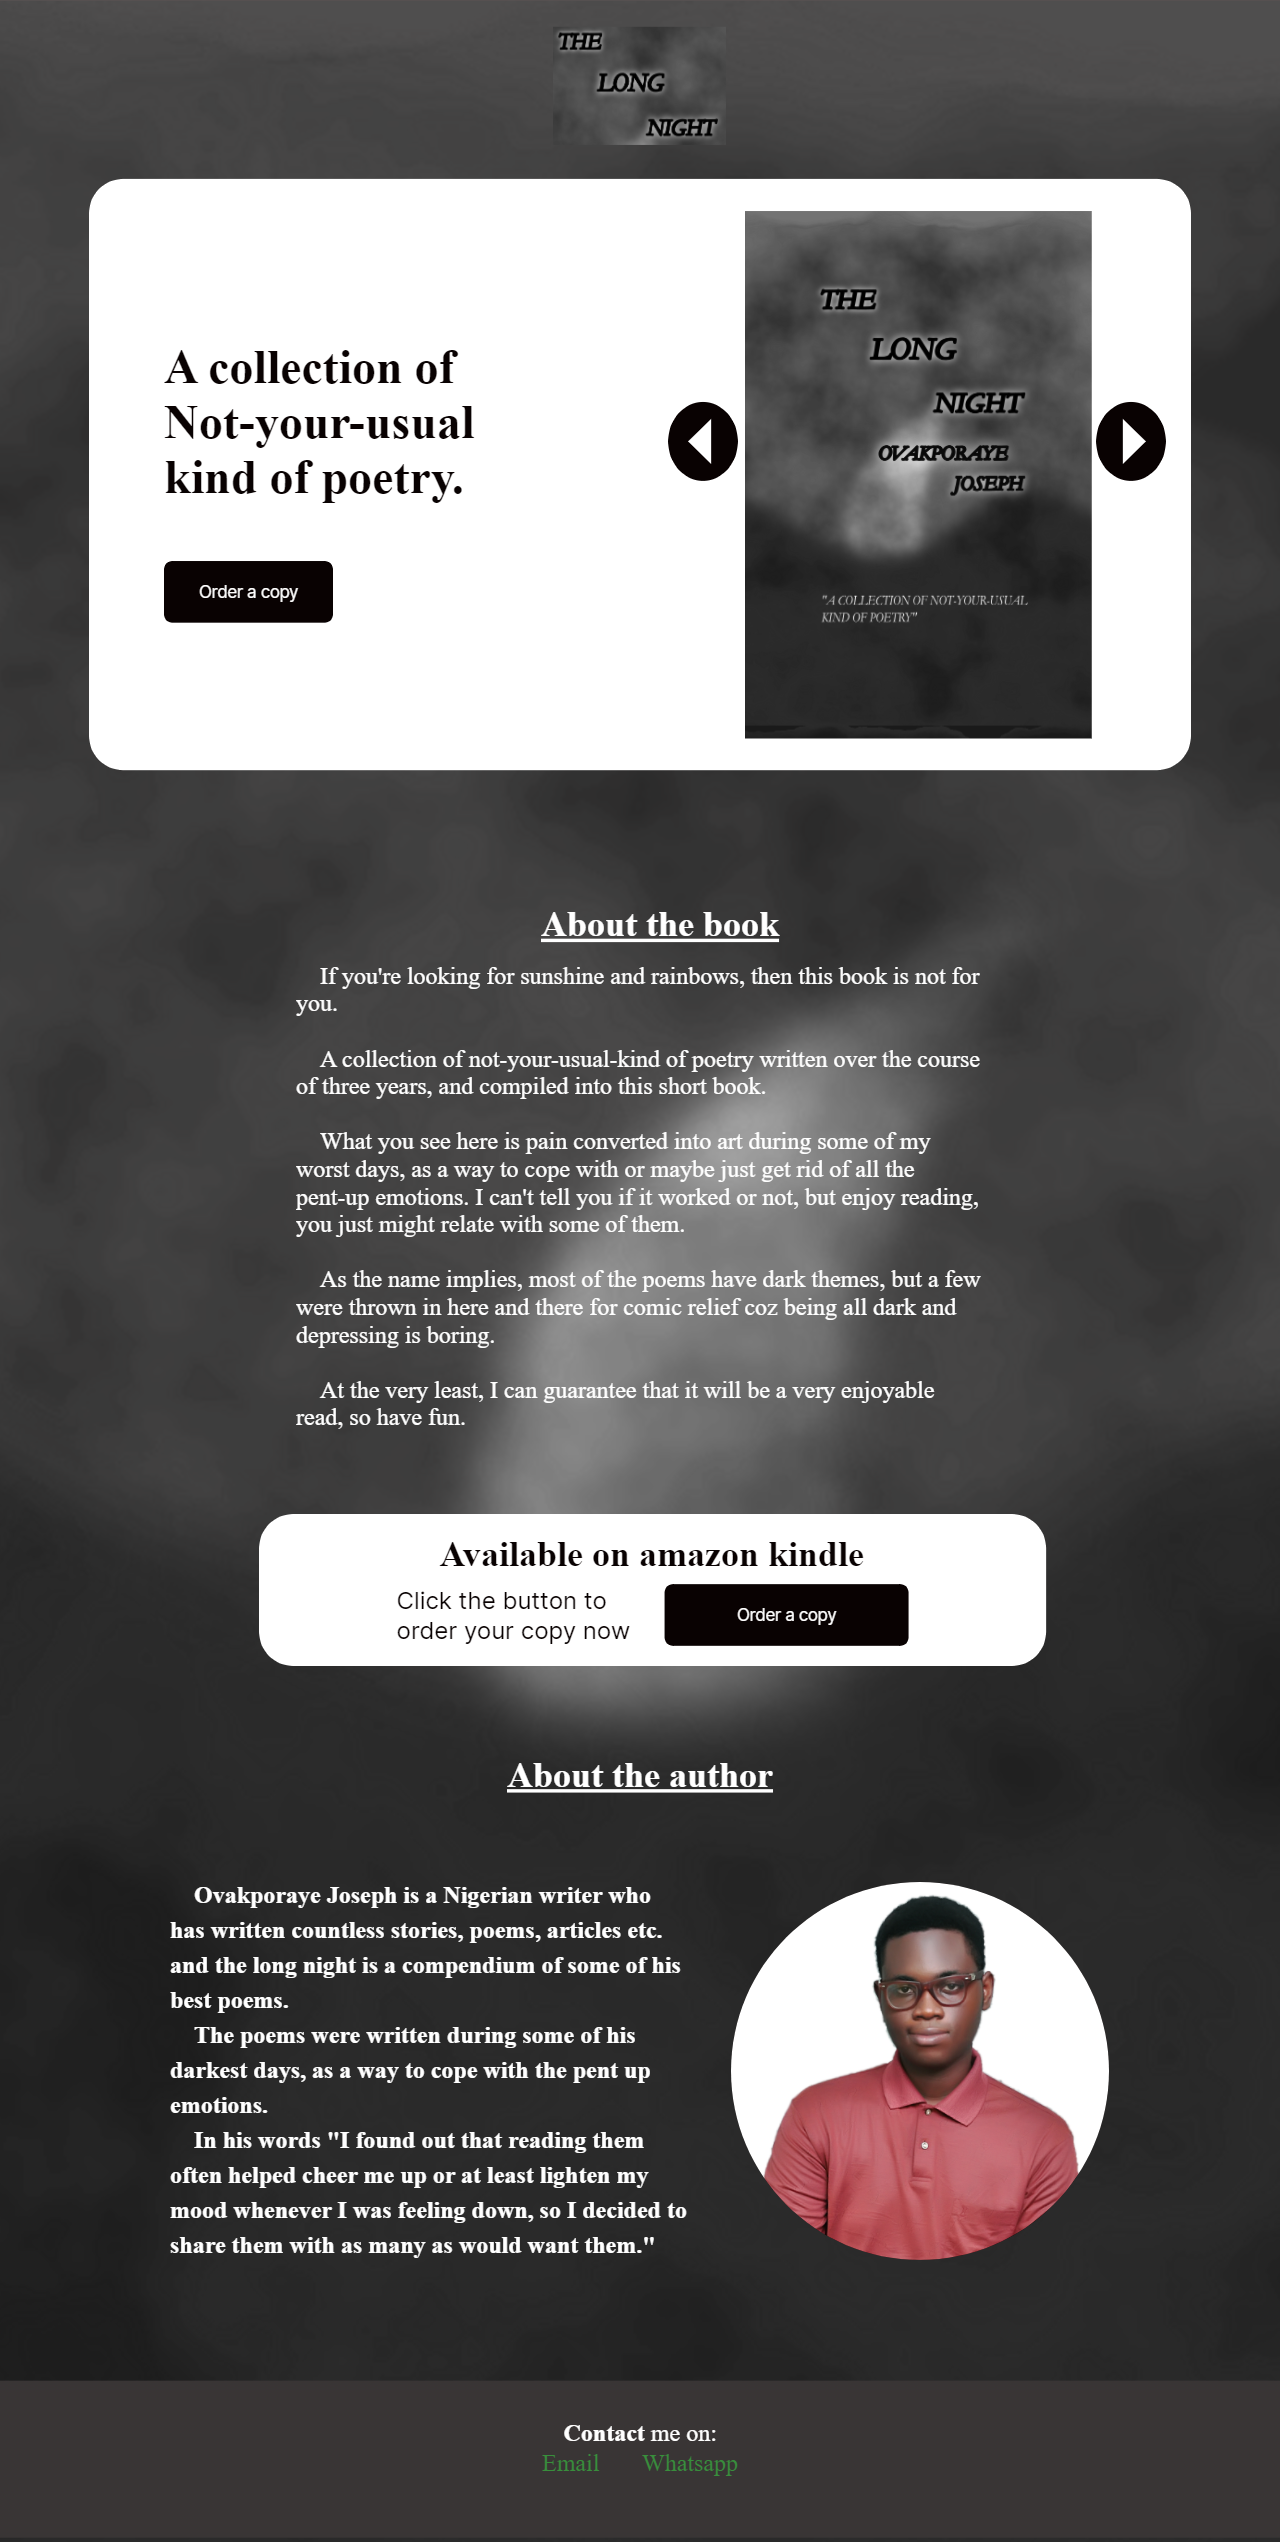 THE
LONG
NIGHT
A collection of
Not-your-usual
kind of poetry.
Order a copy
THE
LONG
NIGHT
OVAKPORAYE
JOSEPH
"A COLLECTION OF NOT-YOUR-USUAL
KIND OF POETRY"
About the book
If you're looking for sunshine and rainbows, then this book is not for
you.
A collection of not-your-usual-kind of poetry written over the course
of three years, and compiled into this short book.
What you see here is pain converted into art during some of my
worst days, as a way to cope with or maybe just get rid of all the
pent-up emotions. I can't tell you if it worked or not, but enjoy reading,
you just might relate with some of them.
As the name implies, most of the poems have dark themes, but a few
were thrown in here and there for comic relief coz being all dark and
depressing is boring.
At the very least, I can guarantee that it will be a very enjoyable
read, so have fun.
Available on amazon kindle
Click the button to
order your copy now
Order a copy
About the author
Ovakporaye Joseph is a Nigerian writer who
has written countless stories, poems, articles etc.
and the long night is a compendium of some of his
best poems.
The poems were written during some of his
darkest days, as a way to cope with the pent up
emotions.
In his words "I found out that reading them
often helped cheer me up or at least lighten my
mood whenever I was feeling down, so I decided to
share them with as many as would want them."
Contact me on:
Email Whatsapp